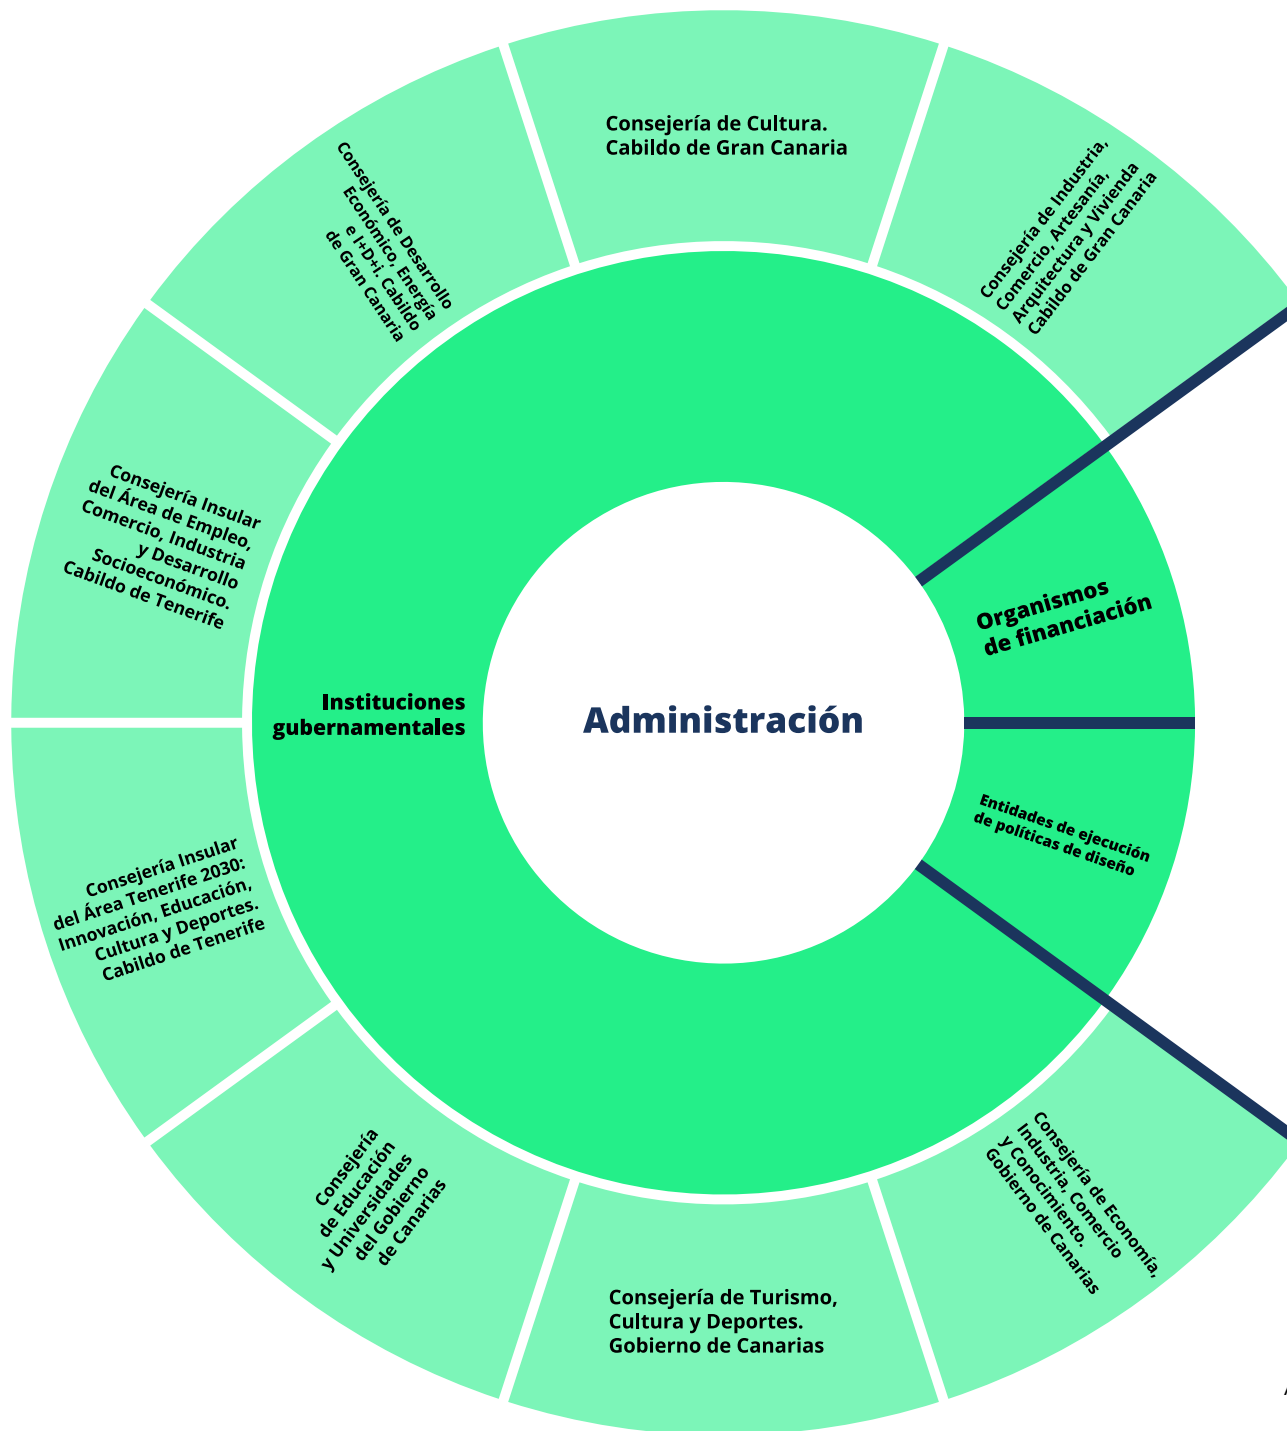 Consejería de Cultura.
Cabildo de Gran Canaria
Consejería de Industria,
Comercio, Artesanía,
Arquitectura y Vivienda
Cabildo de Gran Canaria
Consejería de Desarrollo
Económico, Energía
e I+D+i. Cabildo
de Gran Canaria
Consejería Insular
del Área de Empleo,
Comercio, Industria
y Desarrollo
Socioeconómico.
Cabildo de Tenerife
Organismos
de financiación
Instituciones
gubernamentales
Administración
Entidades de ejecución
de políticas de diseño
Consejería Insular
del Área Tenerife 2030:
Innovación, Educación,
Cultura y Deportes.
Cabildo de Tenerife
Consejería
de Educación
y Universidades
del Gobierno
de Canarias
Consejería de Turismo,
Cultura y Deportes.
Gobierno de Canarias
Consejería de Economía,
Industria, Comercio
y Conocimiento.
Gobierno de Canarias